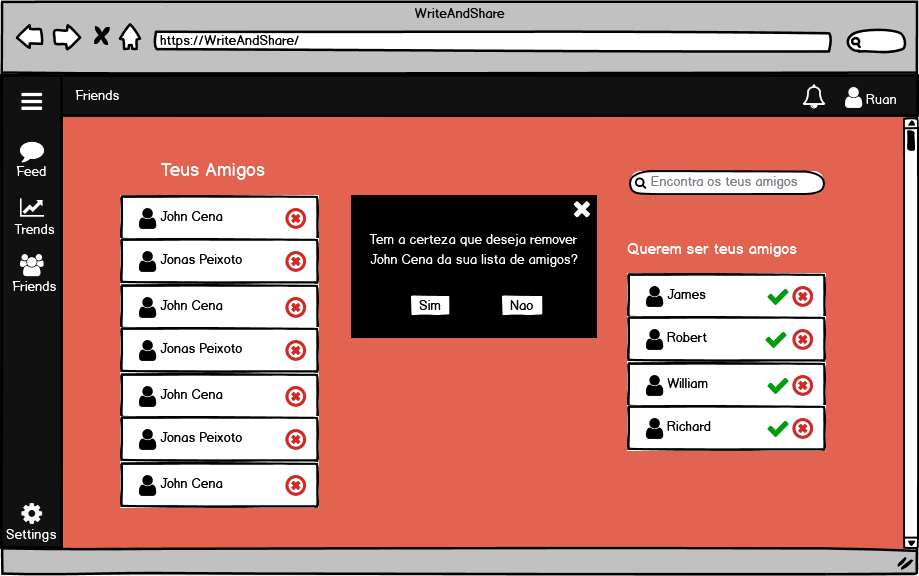 WriteAndShare
https://WriteAndShare/
Friends
Ruan
Feed
Trends
Friends
Settings
Teus Amigos
John Cena
Jonas Peixoto
John Cena
Jonas Peixoto
John Cena
Jonas Peixoto
John Cena
Tem a certeza que deseja remover
John Cena da sua lista de amigos?
Sim
Nao
Encontra os teus amigos
Querem ser teus amigos
James
Robert
William
Richard